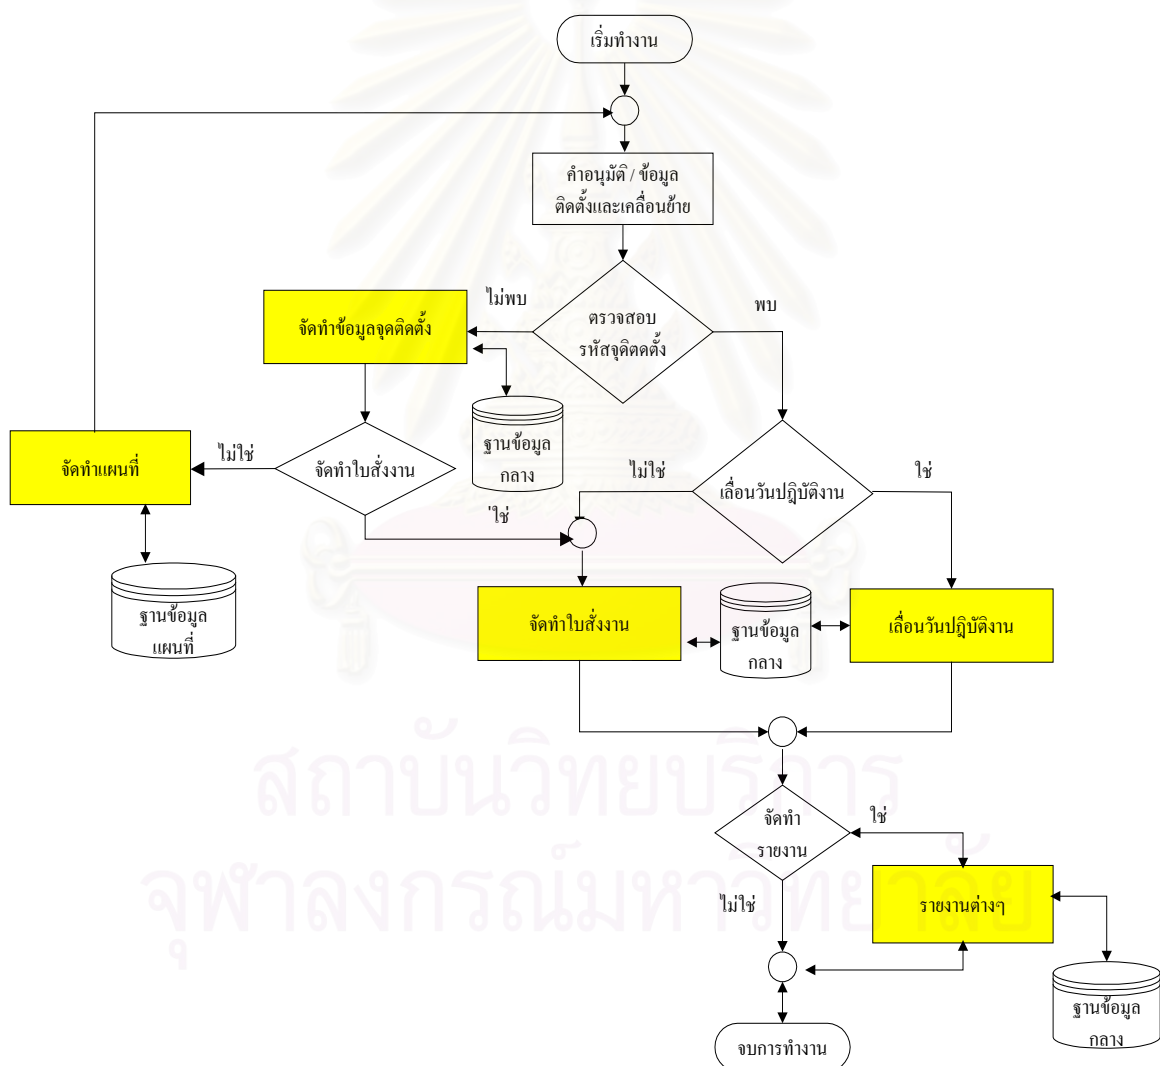 เริ่มทำงาน
คำอนุมัติ / ข้อมูล
ติดตั้งและเคลื่อนย้าย
ไม่พบ
พบ
ตรวจสอบ
รหัสจุดิตดตั้ง
จัดทำข้อมูลจุดติดตั้ง
ฐานข้อมูล
กลาง
ไม่ใช่
จัดทำแผนที่
จัดทำใบสั่งงาน
ไม่ใช่
เลื่อนวันปฎิบัติงาน
ใช่
'ใช่
ฐานข้อมูล
แผนที่
จัดทำใบสั่งงาน
ฐานข้อมูล
กลาง
เลื่อนวันปฎิบัติงาน
สถาบันวิทยบริการ
จุฬาลงกรณ์มหาวิทยาลัย
จัดทำ
รายงาน
ใช่
ไม่ใช่
รายงานต่างๆ
ฐานข้อมูล
กลาง
จบการทำงาน